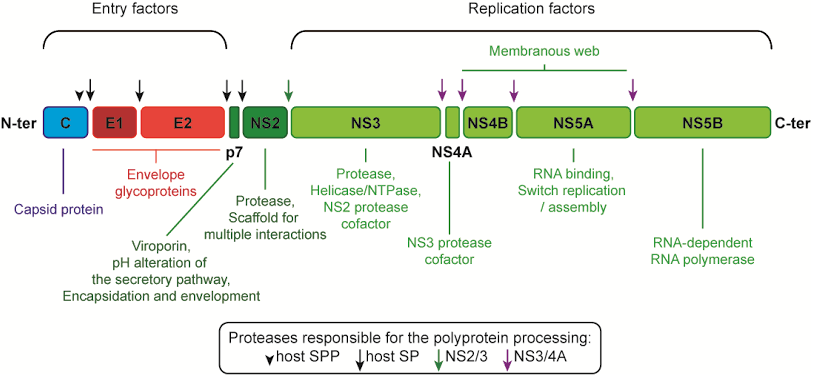 Entry factors
Replication factors
Membranous web
N-ter
C
E1
E2
NS2
NS3
NS4B
NS5A
NS5B
C-ter
p7
NS4A
Capsid protein
Envelope
glycoproteins
Viroporin,
pH alteration of
the secretory pathway,
Encapsidation and envelopment
Protease,
Scaffold for
multiple interactions
Protease,
Helicase/NTPase,
NS2 protease
cofactor
NS3 protease
cofactor
RNA binding,
Switch replication
/ assembly
RNA-dependent
RNA polymerase
Proteases responsible for the polyprotein processing:
host SPP host SP NS2/3 NS3/4A